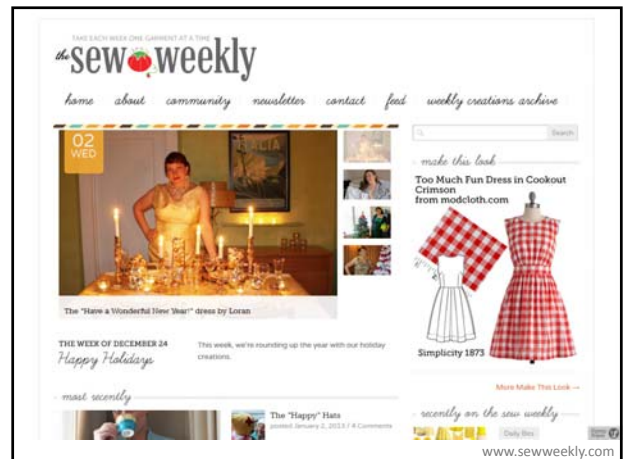 TAKE EACH WEEK ONE GARMENT AT A TIME
the sew weekly
home about community newsletter contact feed weekly creations archive
02
WED
ITALIA
The "Have a Wonderful New Year!" dress by Loran
THE WEEK OF DECEMBER 24
Happy Holidays
This week, we're rounding up the year with our holiday
creations.
most recently
The "Happy" Hats
posted January 2, 2013 / 4 Comments
Search
make this look
Too Much Fun Dress in Cookout
Crimson
from modcloth.com
Simplicity 1873
More Make This Look →
recently on the sew weekly
Daily Bits
www.sewweekly.com